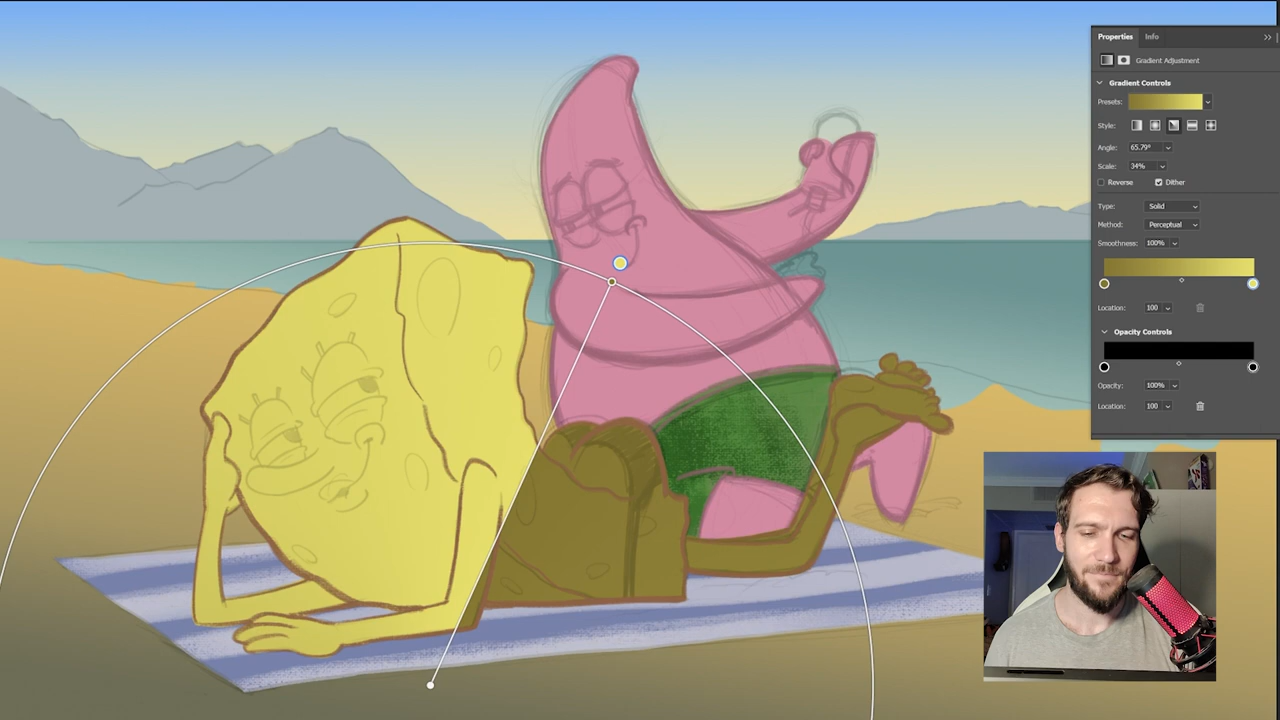 Properties Info
Gradient Adjustment
Gradient Controls
Presets:
Style:
Angle: 65.79°
Scale: 34%
Reverse Dither
Type: Solid
Method: Perceptual
Smoothness: 100%
Location: 100
Opacity Controls
Opacity: 100%
Location: 100